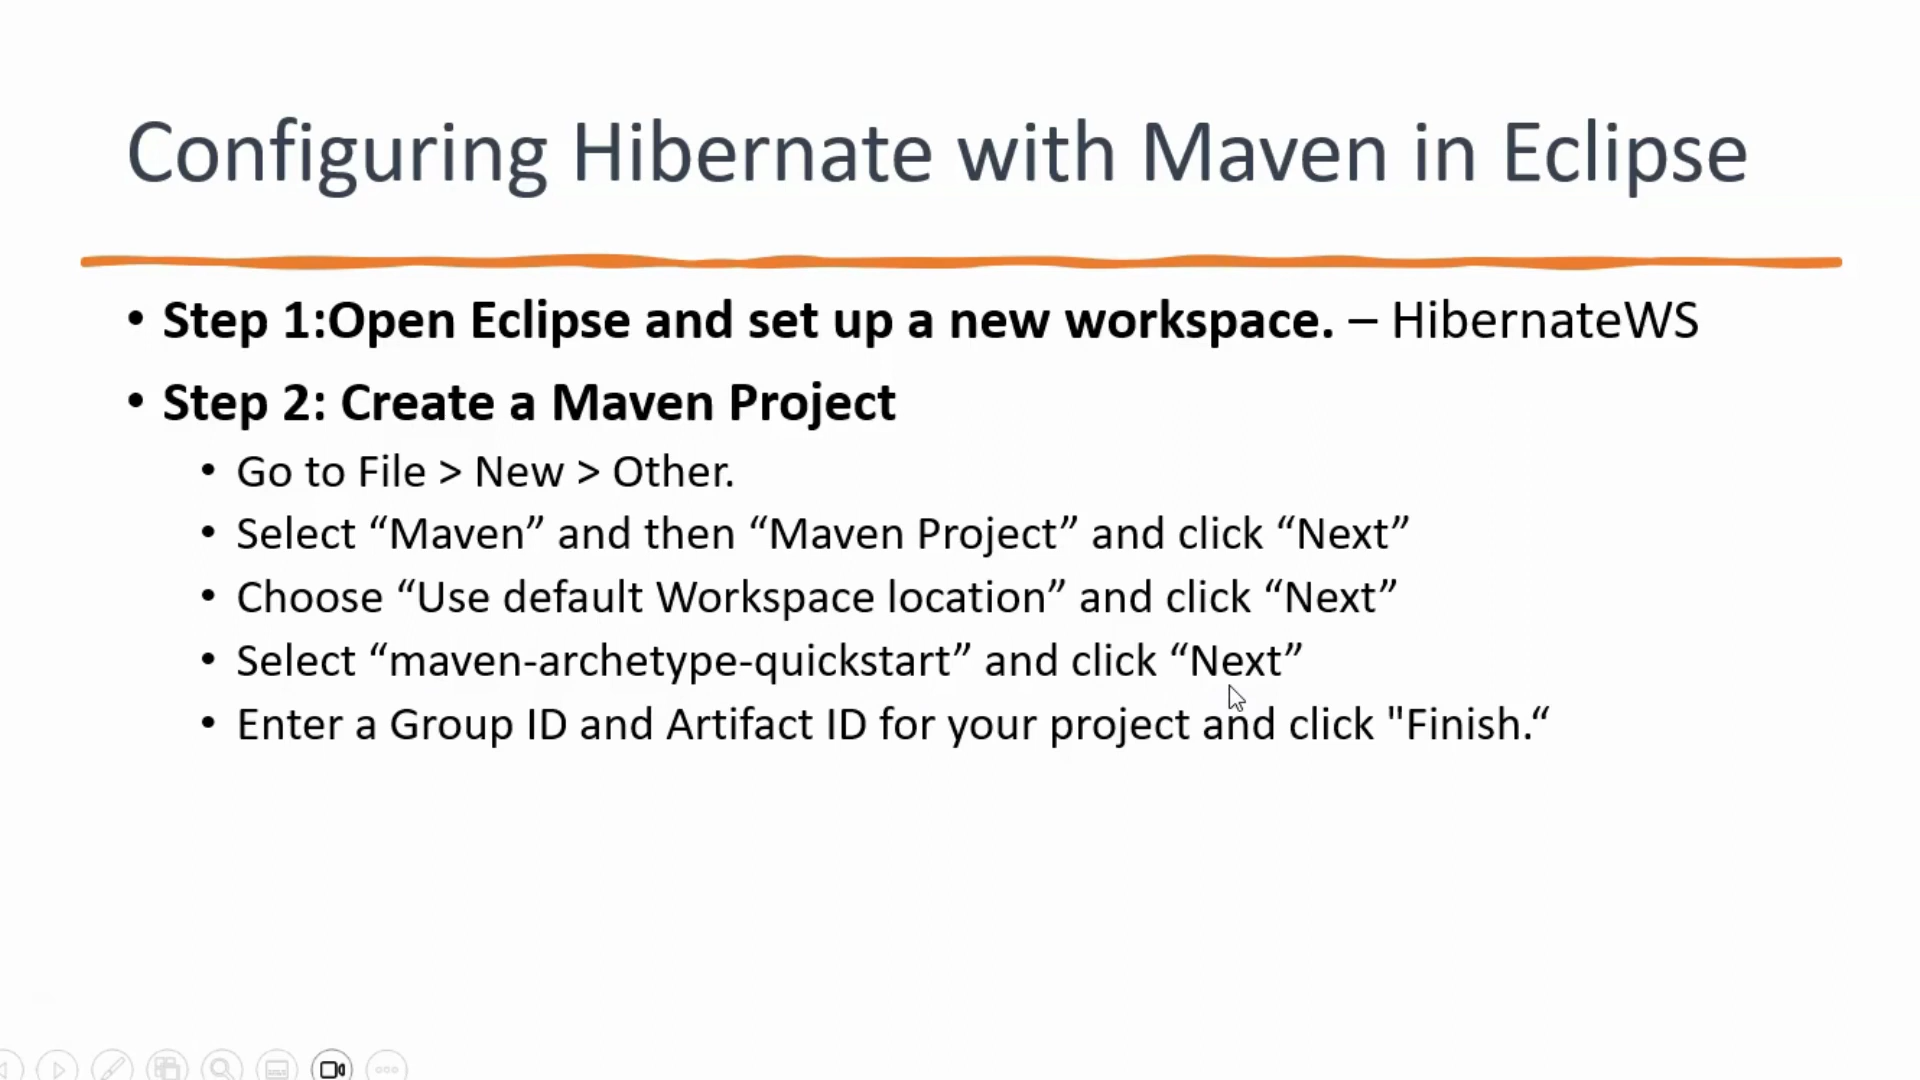 Configuring Hibernate with Maven in Eclipse
• Step 1:Open Eclipse and set up a new workspace. – HibernateWS
• Step 2: Create a Maven Project
• Go to File > New > Other.
• Select “Maven” and then “Maven Project” and click “Next”
• Choose “Use default Workspace location” and click “Next”
• Select “maven-archetype-quickstart” and click “Next”
• Enter a Group ID and Artifact ID for your project and click "Finish.“